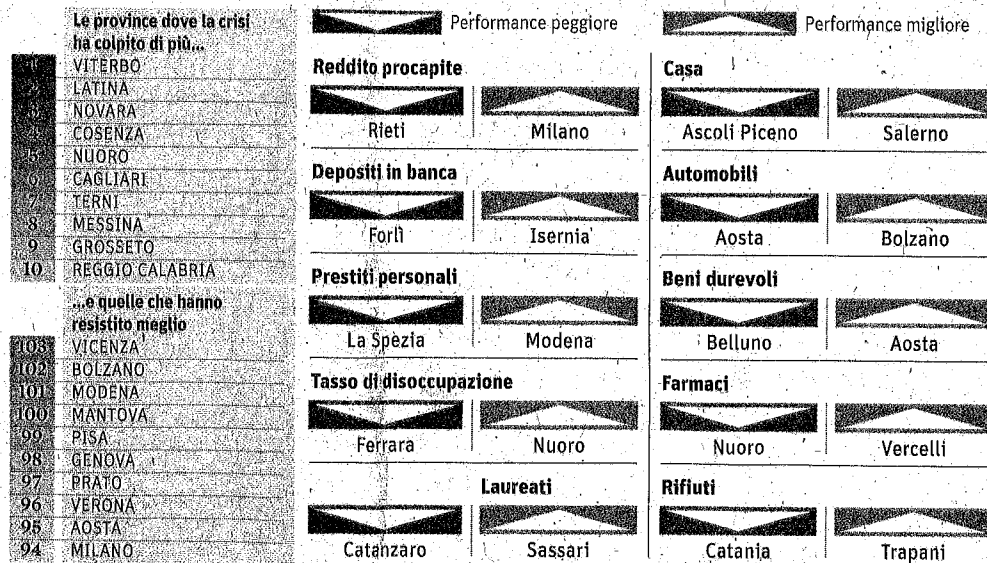 Le province dove la crisi
ha colpito di più...
1 VITERBO
2 LATINA
3 NOVARA
4 COSENZA
5 NUORO
6 CAGLIARI
7 TERNI
8 MESSINA
9 GROSSETO
10 REGGIO CALABRIA
...e quelle che hanno
resistito meglio
103 VICENZA
102 BOLZANO
101 MODENA
100 MANTOVA
99 PISA
98 GENOVA
97 PRATO
96 VERONA
95 AOSTA
94 MILANO
Performance peggiore
Performance migliore
Reddito procapite
Rieti Milano
Depositi in banca
Forlì Isernia
Prestiti personali
La Spezia Modena
Tasso di disoccupazione
Ferrara Nuoro
Laureati
Catanzaro Sassari
Casa
Ascoli Piceno Salerno
Automobili
Aosta Bolzano
Beni durevoli
Belluno Aosta
Farmaci
Nuoro Vercelli
Rifiuti
Catania Trapani